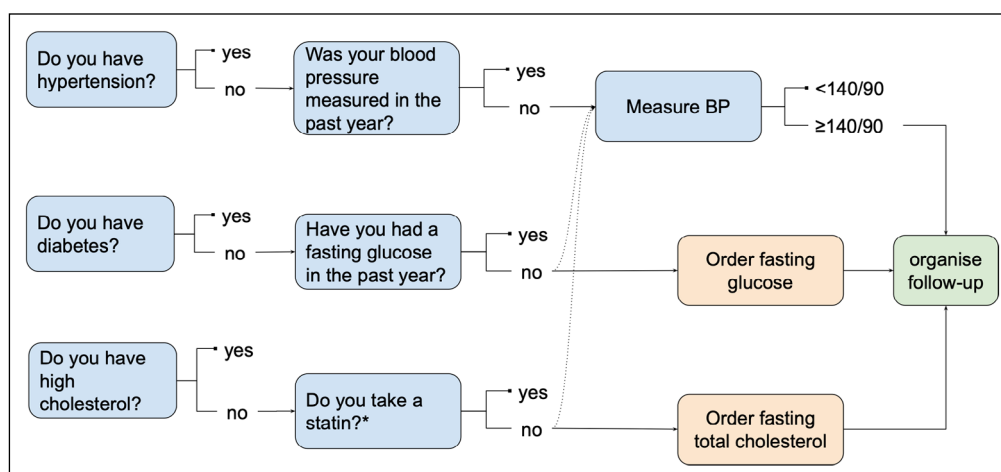 Do you have
hypertension?
yes
no
Was your blood
pressure
measured in the
past year?
yes
no
Measure BP
<140/90
≥140/90
Do you have
diabetes?
yes
no
Have you had a
fasting glucose
in the past year?
yes
no
Order fasting
glucose
organise
follow-up
Do you have
high
cholesterol?
yes
no
Do you take a
statin?*
yes
no
Order fasting
total cholesterol